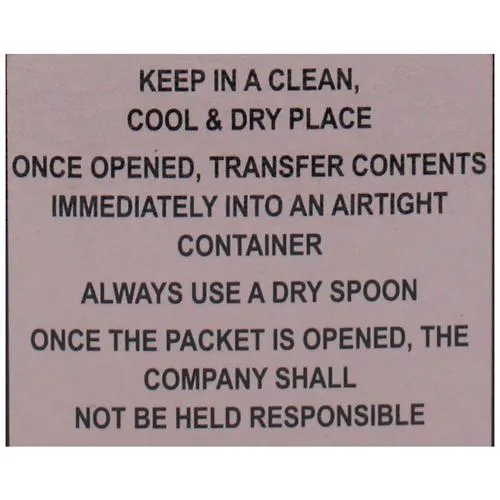 KEEP IN A CLEAN,
COOL & DRY PLACE
ONCE OPENED, TRANSFER CONTENTS
IMMEDIATELY INTO AN AIRTIGHT
CONTAINER
ALWAYS USE A DRY SPOON
ONCE THE PACKET IS OPENED, THE
COMPANY SHALL
NOT BE HELD RESPONSIBLE